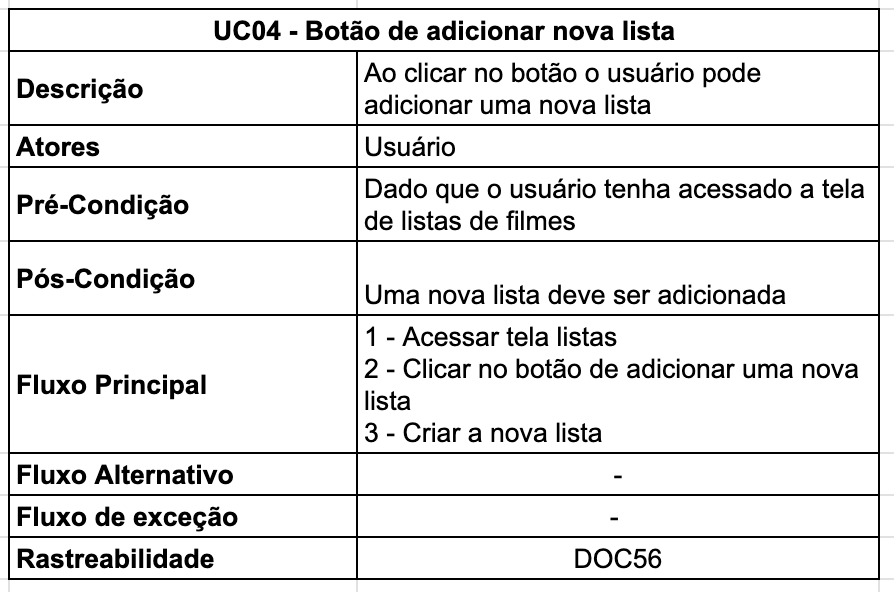 UC04 - Botão de adicionar nova lista
Descrição
Ao clicar no botão o usuário pode
adicionar uma nova lista
Atores
Usuário
Pré-Condição
Dado que o usuário tenha acessado a tela
de listas de filmes
Pós-Condição
Uma nova lista deve ser adicionada
Fluxo Principal
1 - Acessar tela listas
2 - Clicar no botão de adicionar uma nova
lista
3 - Criar a nova lista
Fluxo Alternativo
-
Fluxo de exceção
-
Rastreabilidade
DOC56